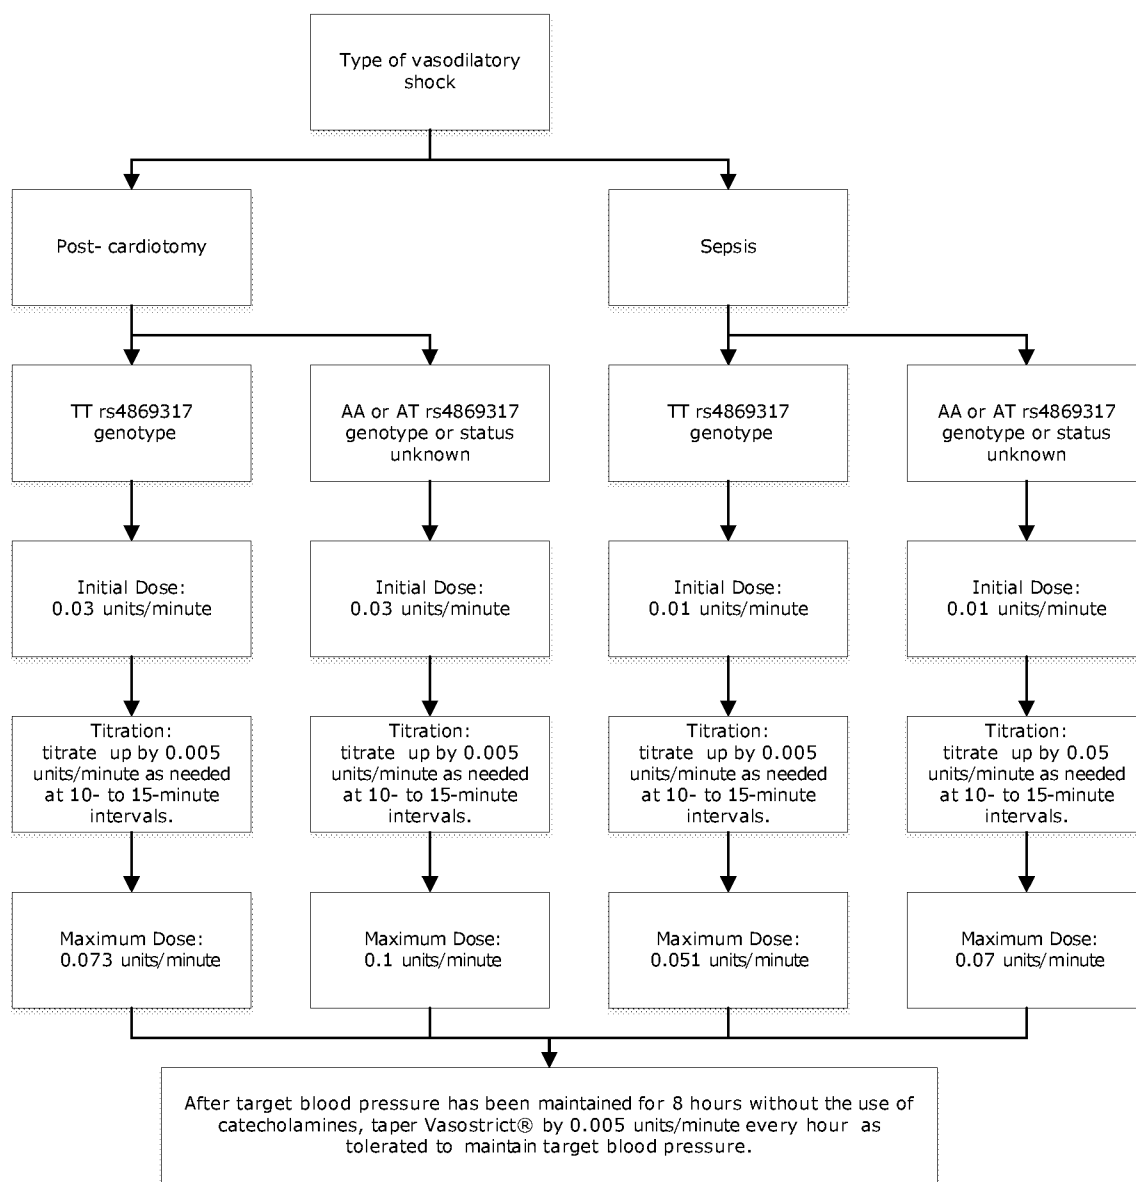 Type of vasodilatory
shock
Post- cardiotomy
Sepsis
TT rs4869317
genotype
AA or AT rs4869317
genotype or status
unknown
TT rs4869317
genotype
AA or AT rs4869317
genotype or status
unknown
Initial Dose:
0.03 units/minute
Initial Dose:
0.03 units/minute
Initial Dose:
0.01 units/minute
Initial Dose:
0.01 units/minute
Titration:
titrate up by 0.005
units/minute as needed
at 10- to 15-minute
intervals.
Titration:
titrate up by 0.005
units/minute as needed
at 10- to 15-minute
intervals.
Titration:
titrate up by 0.005
units/minute as needed
at 10- to 15-minute
intervals.
Titration:
titrate up by 0.05
units/minute as needed
at 10- to 15-minute
intervals.
Maximum Dose:
0.073 units/minute
Maximum Dose:
0.1 units/minute
Maximum Dose:
0.051 units/minute
Maximum Dose:
0.07 units/minute
After target blood pressure has been maintained for 8 hours without the use of
catecholamines, taper Vasostrict® by 0.005 units/minute every hour as
tolerated to maintain target blood pressure.